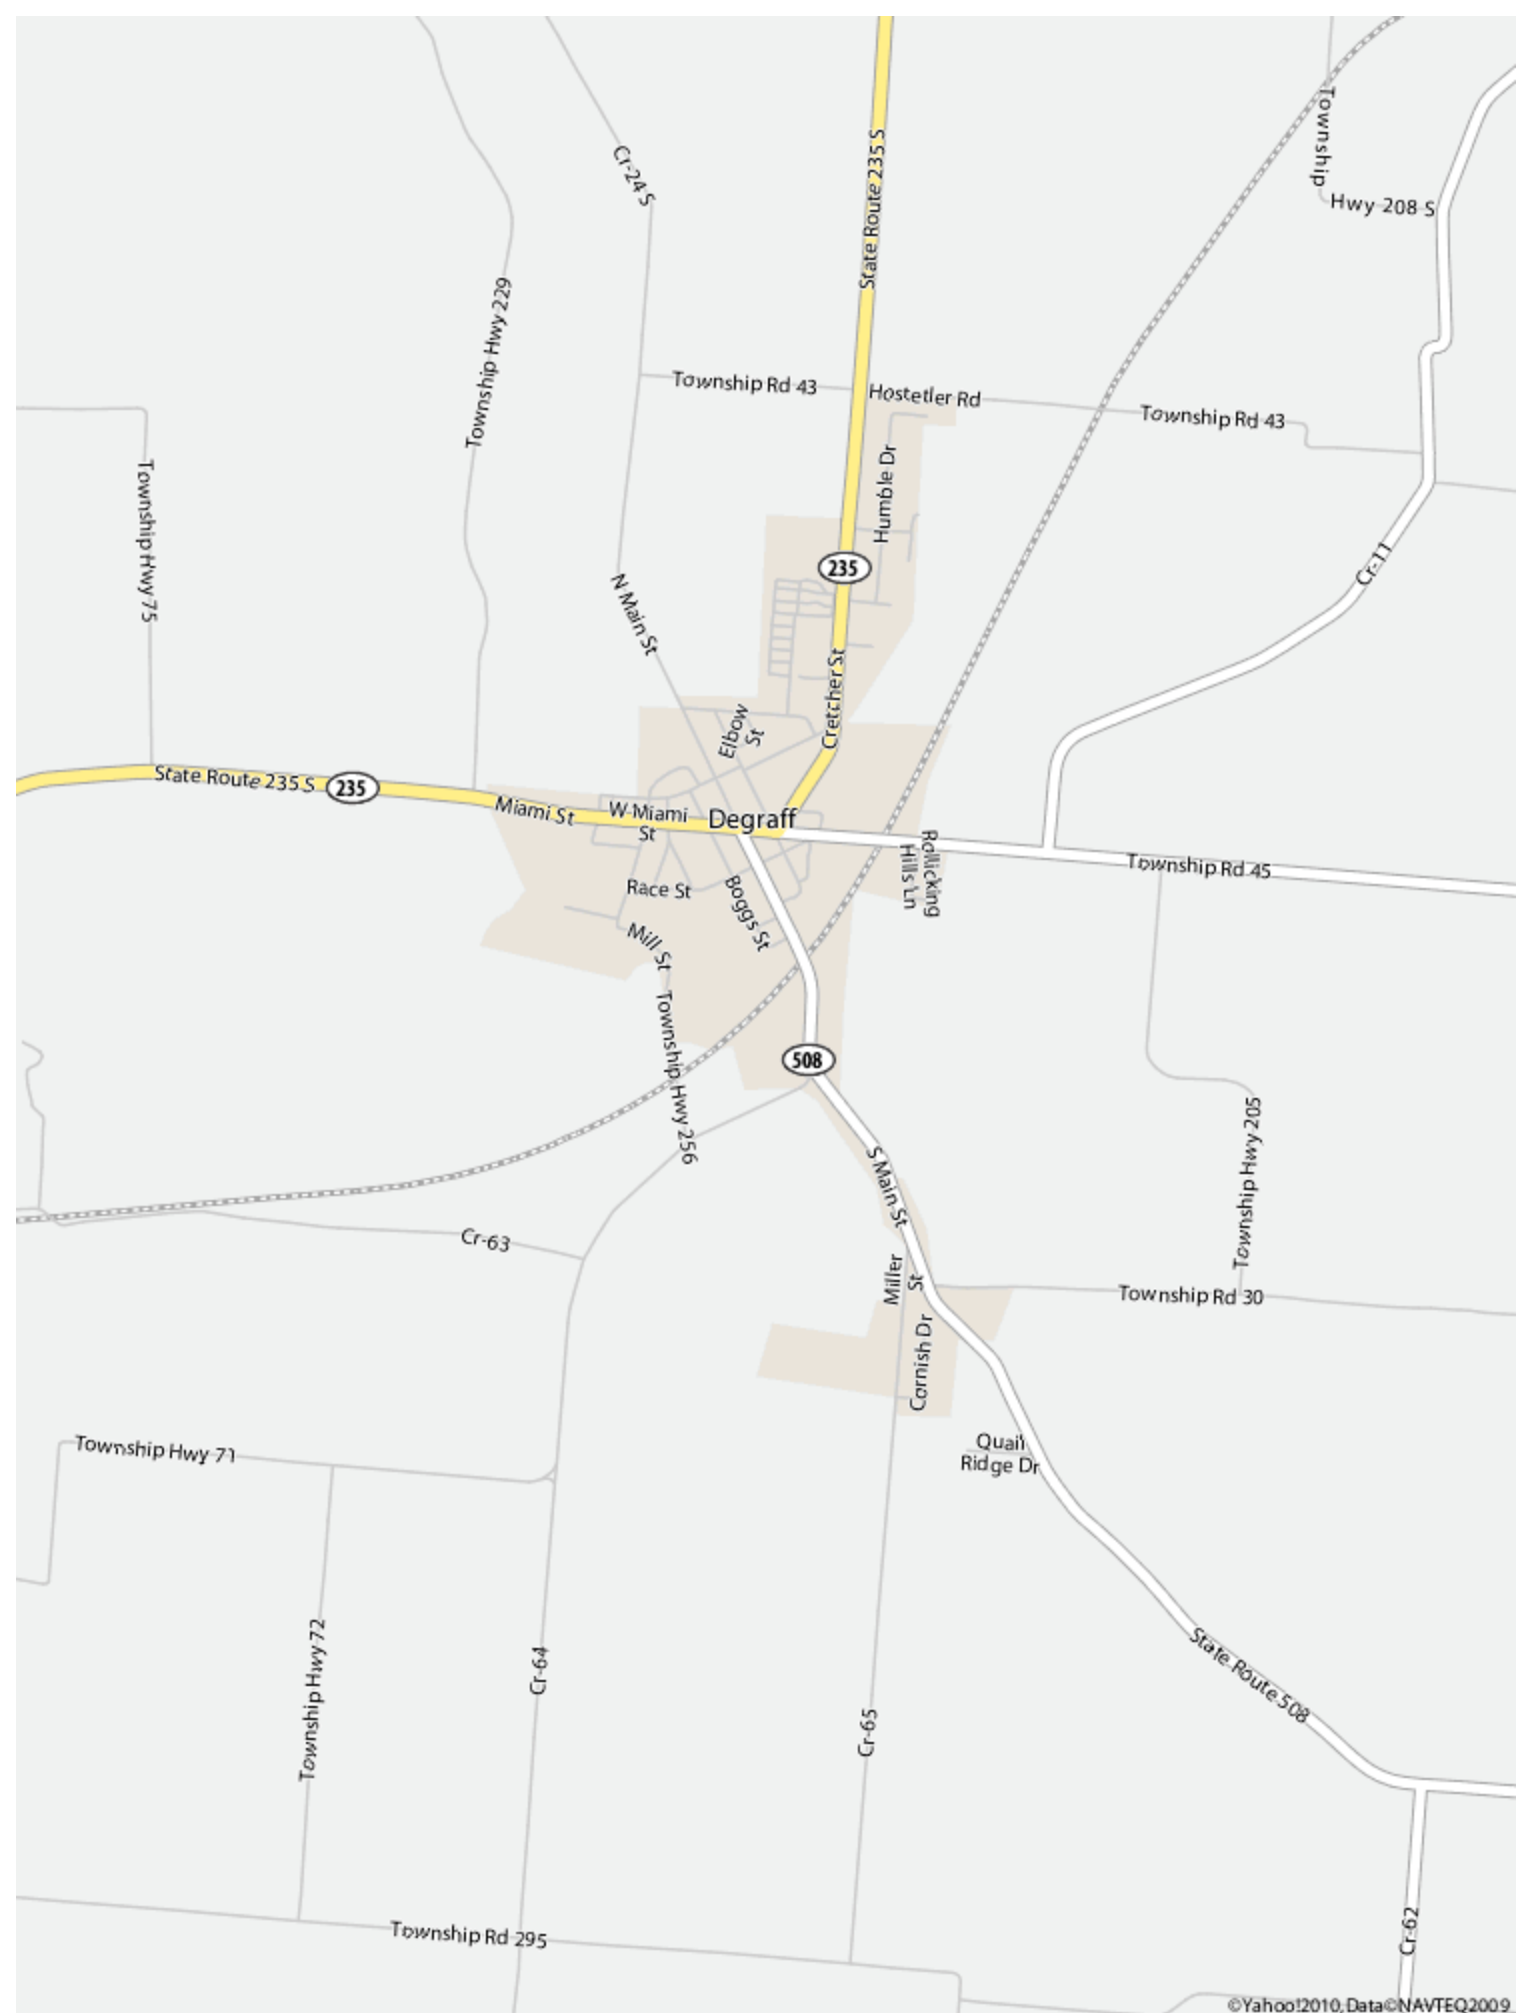 Township
Hwy 208 S
Cr-24 S
State Route 235 S
Township Hwy 229
Township Rd 43
Hostetler Rd
Township Rd 43
Humble Dr
Township Hwy 75
Cr-11
235
N Main St
Cretcher St
Elbow
St
State Route 235 S
235
Miami St
W Miami
St
Degraff
Rollicking
Hills Ln
Township Rd 45
Race St
Boggs St
Mill St
Township Hwy 256
508
Township Hwy 205
S Main St
Cr-63
Miller
St
Township Rd 30
Cornish Dr
Township Hwy 71
Quail
Ridge Dr
Township Hwy 72
Cr-64
State Route 508
Cr-65
Township Rd 295
Cr-62
©Yahoo!2010, Data©NAVTEQ2009